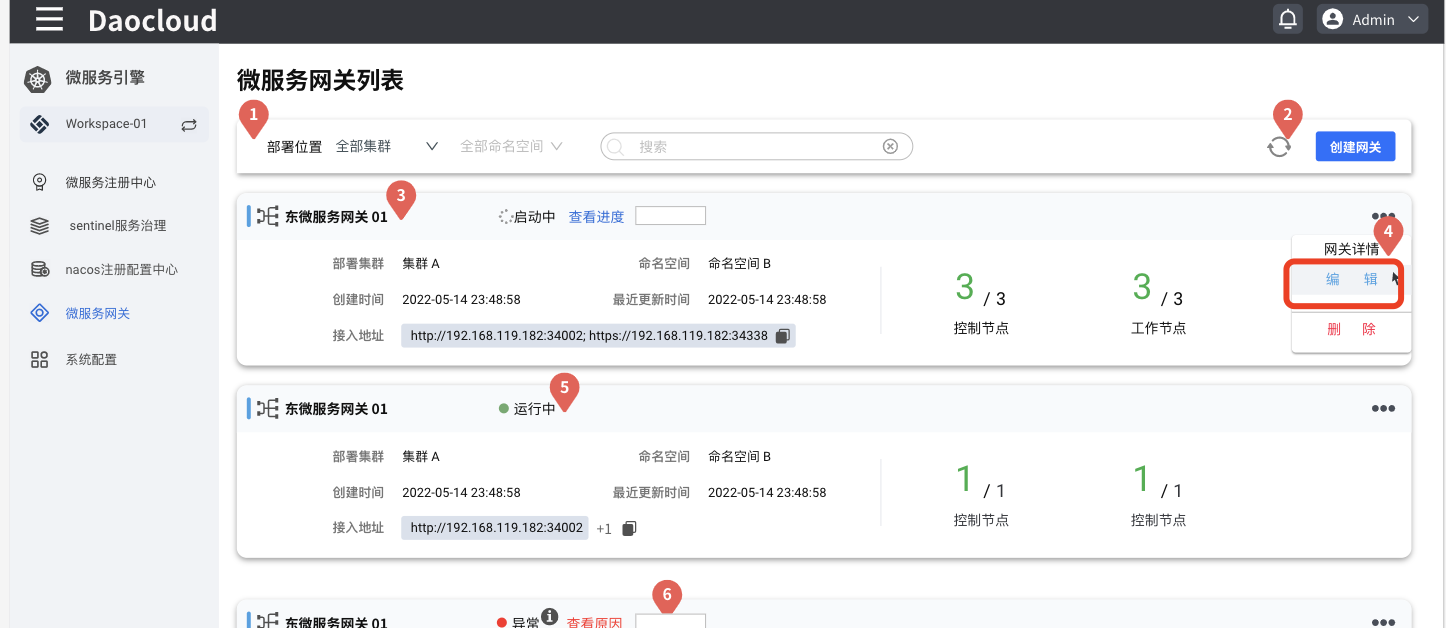 Daocloud
Admin
微服务引擎
Workspace-01
微服务注册中心
sentinel服务治理
nacos注册配置中心
微服务网关
系统配置
微服务网关列表
1
2
部署位置 全部集群 全部命名空间 搜索 创建网关
3
东微服务网关 01 启动中 查看进度
4
网关详情
编 辑
删 除
部署集群 集群 A 命名空间 命名空间 B
创建时间 2022-05-14 23:48:58 最近更新时间 2022-05-14 23:48:58
接入地址 http://192.168.119.182:34002; https://192.168.119.182:34338
3 / 3
控制节点
3 / 3
工作节点
5
东微服务网关 01 运行中
部署集群 集群 A 命名空间 命名空间 B
创建时间 2022-05-14 23:48:58 最近更新时间 2022-05-14 23:48:58
接入地址 http://192.168.119.182:34002 +1
1 / 1
控制节点
1 / 1
控制节点
6
东微服务网关 01 异常 查看原因